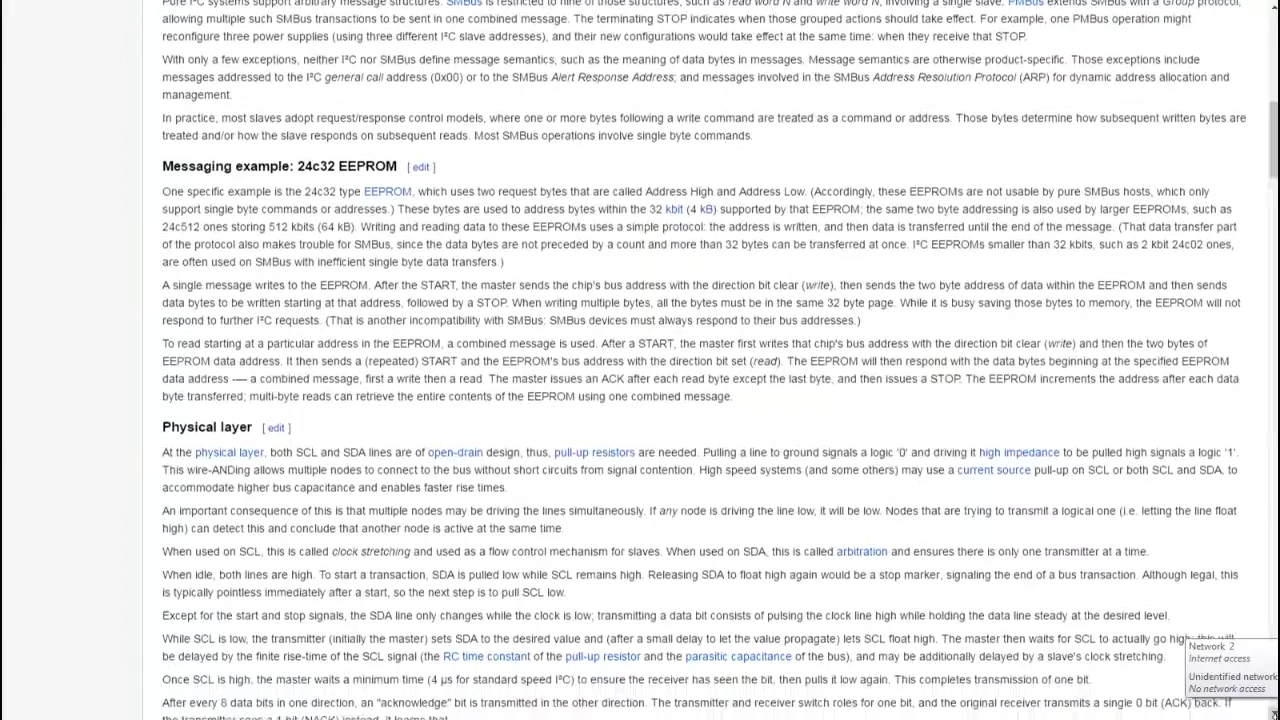 Pure I²C systems support arbitrary message structures. SMBus is restricted to nine of those structures, such as read word N and write word N, involving a single slave. PMBus extends SMBus with a Group protocol,
allowing multiple such SMBus transactions to be sent in one combined message. The terminating STOP indicates when those grouped actions should take effect. For example, one PMBus operation might
reconfigure three power supplies (using three different I²C slave addresses), and their new configurations would take effect at the same time: when they receive that STOP.
With only a few exceptions, neither I²C nor SMBus define message semantics, such as the meaning of data bytes in messages. Message semantics are otherwise product-specific. Those exceptions include
messages addressed to the I²C general call address (0x00) or to the SMBus Alert Response Address; and messages involved in the SMBus Address Resolution Protocol (ARP) for dynamic address allocation and
management.
In practice, most slaves adopt request/response control models, where one or more bytes following a write command are treated as a command or address. Those bytes determine how subsequent written bytes are
treated and/or how the slave responds on subsequent reads. Most SMBus operations involve single byte commands.
Messaging example: 24c32 EEPROM [ edit ]
One specific example is the 24c32 type EEPROM, which uses two request bytes that are called Address High and Address Low. (Accordingly, these EEPROMs are not usable by pure SMBus hosts, which only
support single byte commands or addresses.) These bytes are used to address bytes within the 32 kbit (4 kB) supported by that EEPROM; the same two byte addressing is also used by larger EEPROMs, such as
24c512 ones storing 512 kbits (64 kB). Writing and reading data to these EEPROMs uses a simple protocol: the address is written, and then data is transferred until the end of the message. (That data transfer part
of the protocol also makes trouble for SMBus, since the data bytes are not preceded by a count and more than 32 bytes can be transferred at once. I²C EEPROMs smaller than 32 kbits, such as 2 kbit 24c02 ones,
are often used on SMBus with inefficient single byte data transfers.)
A single message writes to the EEPROM. After the START, the master sends the chip's bus address with the direction bit clear (write), then sends the two byte address of data within the EEPROM and then sends
data bytes to be written starting at that address, followed by a STOP. When writing multiple bytes, all the bytes must be in the same 32 byte page. While it is busy saving those bytes to memory, the EEPROM will not
respond to further I²C requests. (That is another incompatibility with SMBus: SMBus devices must always respond to their bus addresses.)
To read starting at a particular address in the EEPROM, a combined message is used. After a START, the master first writes that chip's bus address with the direction bit clear (write) and then the two bytes of
EEPROM data address. It then sends a (repeated) START and the EEPROM's bus address with the direction bit set (read). The EEPROM will then respond with the data bytes beginning at the specified EEPROM
data address -— a combined message, first a write then a read. The master issues an ACK after each read byte except the last byte, and then issues a STOP. The EEPROM increments the address after each data
byte transferred; multi-byte reads can retrieve the entire contents of the EEPROM using one combined message.
Physical layer [ edit ]
At the physical layer, both SCL and SDA lines are of open-drain design, thus, pull-up resistors are needed. Pulling a line to ground signals a logic '0' and driving it high impedance to be pulled high signals a logic '1'.
This wire-ANDing allows multiple nodes to connect to the bus without short circuits from signal contention. High speed systems (and some others) may use a current source pull-up on SCL or both SCL and SDA, to
accommodate higher bus capacitance and enables faster rise times.
An important consequence of this is that multiple nodes may be driving the lines simultaneously. If any node is driving the line low, it will be low. Nodes that are trying to transmit a logical one (i.e. letting the line float
high) can detect this and conclude that another node is active at the same time.
When used on SCL, this is called clock stretching and used as a flow control mechanism for slaves. When used on SDA, this is called arbitration and ensures there is only one transmitter at a time.
When idle, both lines are high. To start a transaction, SDA is pulled low while SCL remains high. Releasing SDA to float high again would be a stop marker, signaling the end of a bus transaction. Although legal, this
is typically pointless immediately after a start, so the next step is to pull SCL low.
Except for the start and stop signals, the SDA line only changes while the clock is low; transmitting a data bit consists of pulsing the clock line high while holding the data line steady at the desired level.
While SCL is low, the transmitter (initially the master) sets SDA to the desired value and (after a small delay to let the value propagate) lets SCL float high. The master then waits for SCL to actually go high; this will
be delayed by the finite rise-time of the SCL signal (the RC time constant of the pull-up resistor and the parasitic capacitance of the bus), and may be additionally delayed by a slave's clock stretching.
Once SCL is high, the master waits a minimum time (4 μs for standard speed I²C) to ensure the receiver has seen the bit, then pulls it low again. This completes transmission of one bit.
After every 8 data bits in one direction, an "acknowledge" bit is transmitted in the other direction. The transmitter and receiver switch roles for one bit, and the original receiver transmits a single 0 bit (ACK) back. If
the transmitter sees a 1 bit (NACK) instead, it learns that
Network 2
Internet access
Unidentified network
No network access